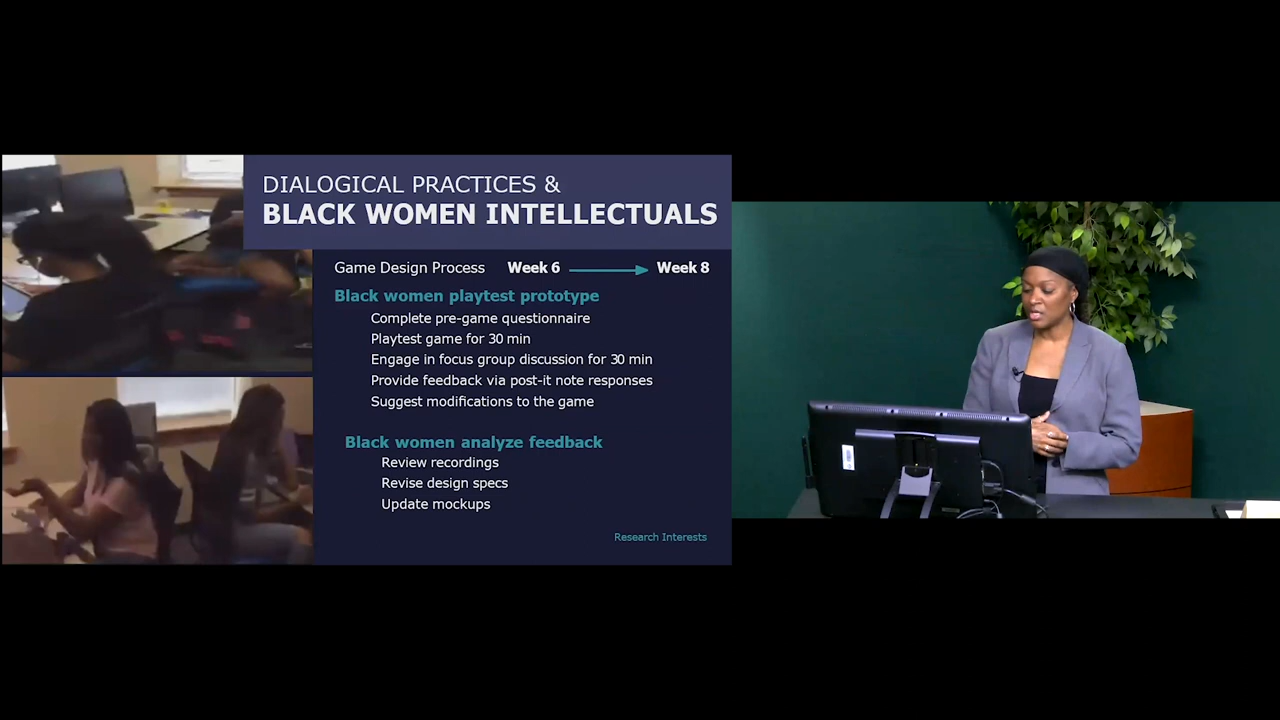 DIALOGICAL PRACTICES &
BLACK WOMEN INTELLECTUALS
Game Design Process Week 6 Week 8
Black women playtest prototype
Complete pre-game questionnaire
Playtest game for 30 min
Engage in focus group discussion for 30 min
Provide feedback via post-it note responses
Suggest modifications to the game
Black women analyze feedback
Review recordings
Revise design specs
Update mockups
Research Interests